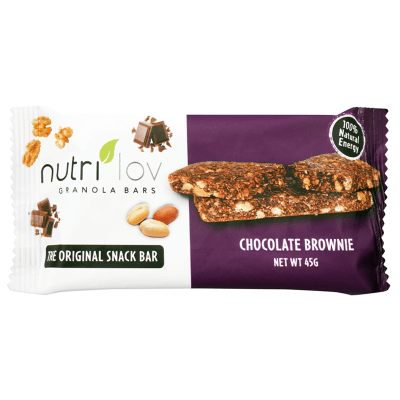 nutri lov
GRANOLA BARS
THE ORIGINAL SNACK BAR
100%
Natural
Energy
CHOCOLATE BROWNIE
NET WT 45G